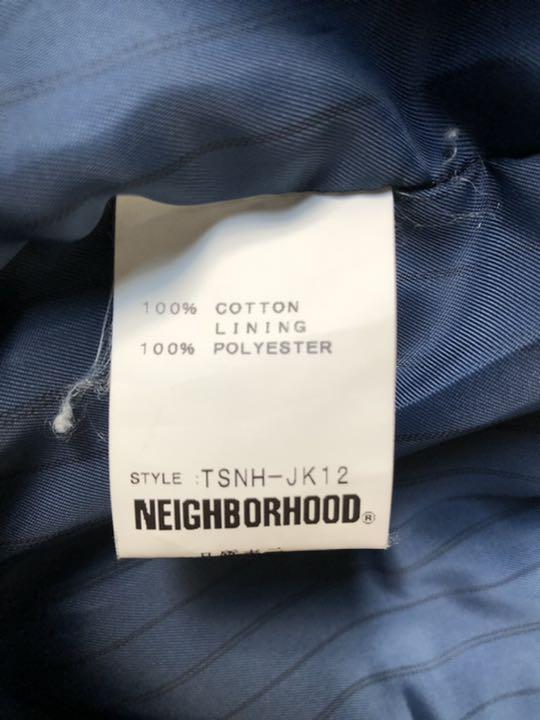 100% COTTON
LINING
100% POLYESTER
STYLE :TSNH-JK12
NEIGHBORHOOD®